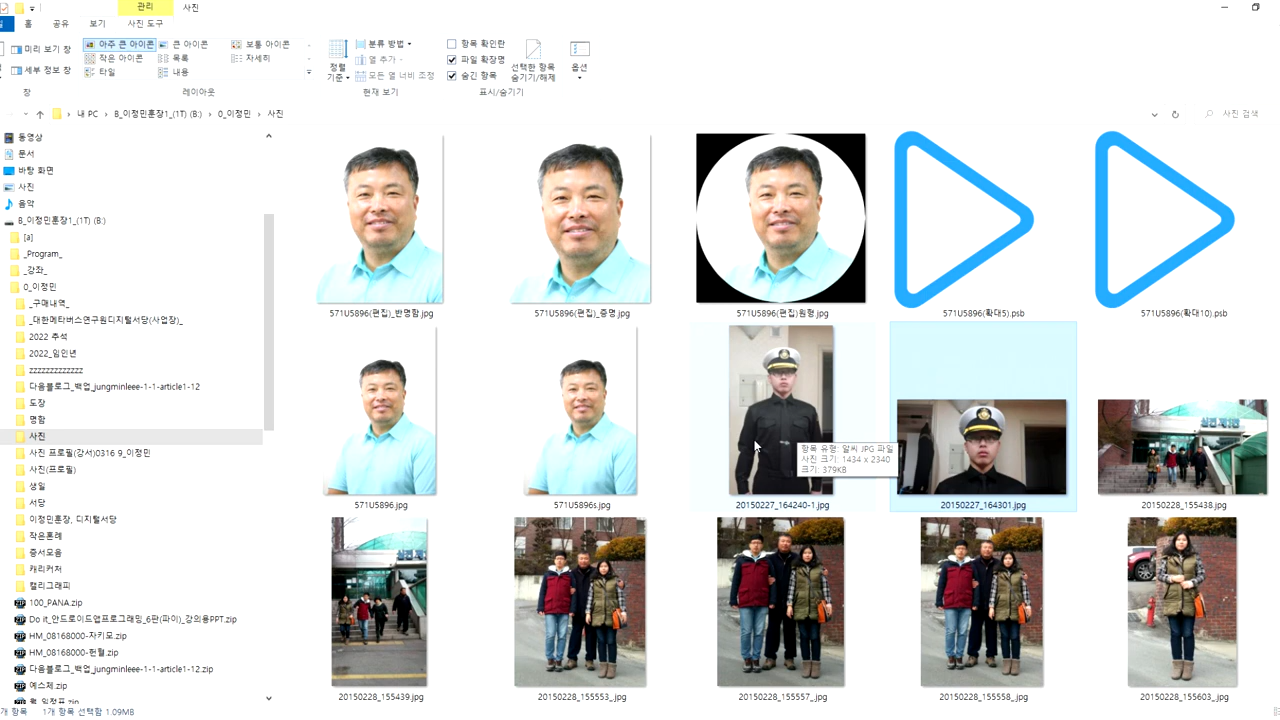 관리
사진
홈
공유
보기
사진 도구
미리 보기 창
세부 정보 장
창
아주 큰 아이콘
큰 아이콘
보통 아이콘
작은 아이콘
목록
자세히
타일
내용
레이아웃
정렬
기준
분류 방법
열 추가
모든 열 너비 조정
현재 보기
항목 확인란
파일 확장명
숨긴 항목
선택한 항목
숨기기/해제
표시/숨기기
옵션
내 PC > B_이정민훈장1_(1T) (B:) > 0_이정민 > 사진
사진 검색
동영상
문서
바탕 화면
사진
음악
B_이정민훈장1_(1T) (B:)
[a]
_Program_
_강좌_
0_이정민
_구매내역_
_대한메타버스연구원디지털서당(사업장)_
2022 추석
2022_임인년
zzzzzzzzzzzzz
다음블로그_백업_jungminleee-1-1-article1-12
도장
명함
사진
사진(프로필)
생일
서당
이정민훈장, 디지털서당
작은혼례
증서모음
캐리커저
캘리그래피
100_PANA.zip
Do it_안드로이드앱프로그래밍_6판(파이)_강의용PPT.zip
HM_08168000-자키모.zip
HM_08168000-헌혈.zip
다음블로그_백업_jungminleee-1-1-article1-12.zip
예스제.zip
571U5896(편집)_반명함.jpg
571U5896(편집)_증명.jpg
571U5896(편집)원형.jpg
571U5896(확대5).psb
571U5896(확대10).psb
571U5896.jpg
571U5896s.jpg
20150227_164240-1.jpg
20150227_164301.jpg
20150228_155438.jpg
항목 유형: 알씨 JPG 파일
사진 크기: 1434 x 2340
크기: 379KB
20150228_155439.jpg
20150228_155553_.jpg
20150228_155557_.jpg
20150228_155558_.jpg
20150228_155603_.jpg
개 항목
1개 항목 선택함 1.09MB